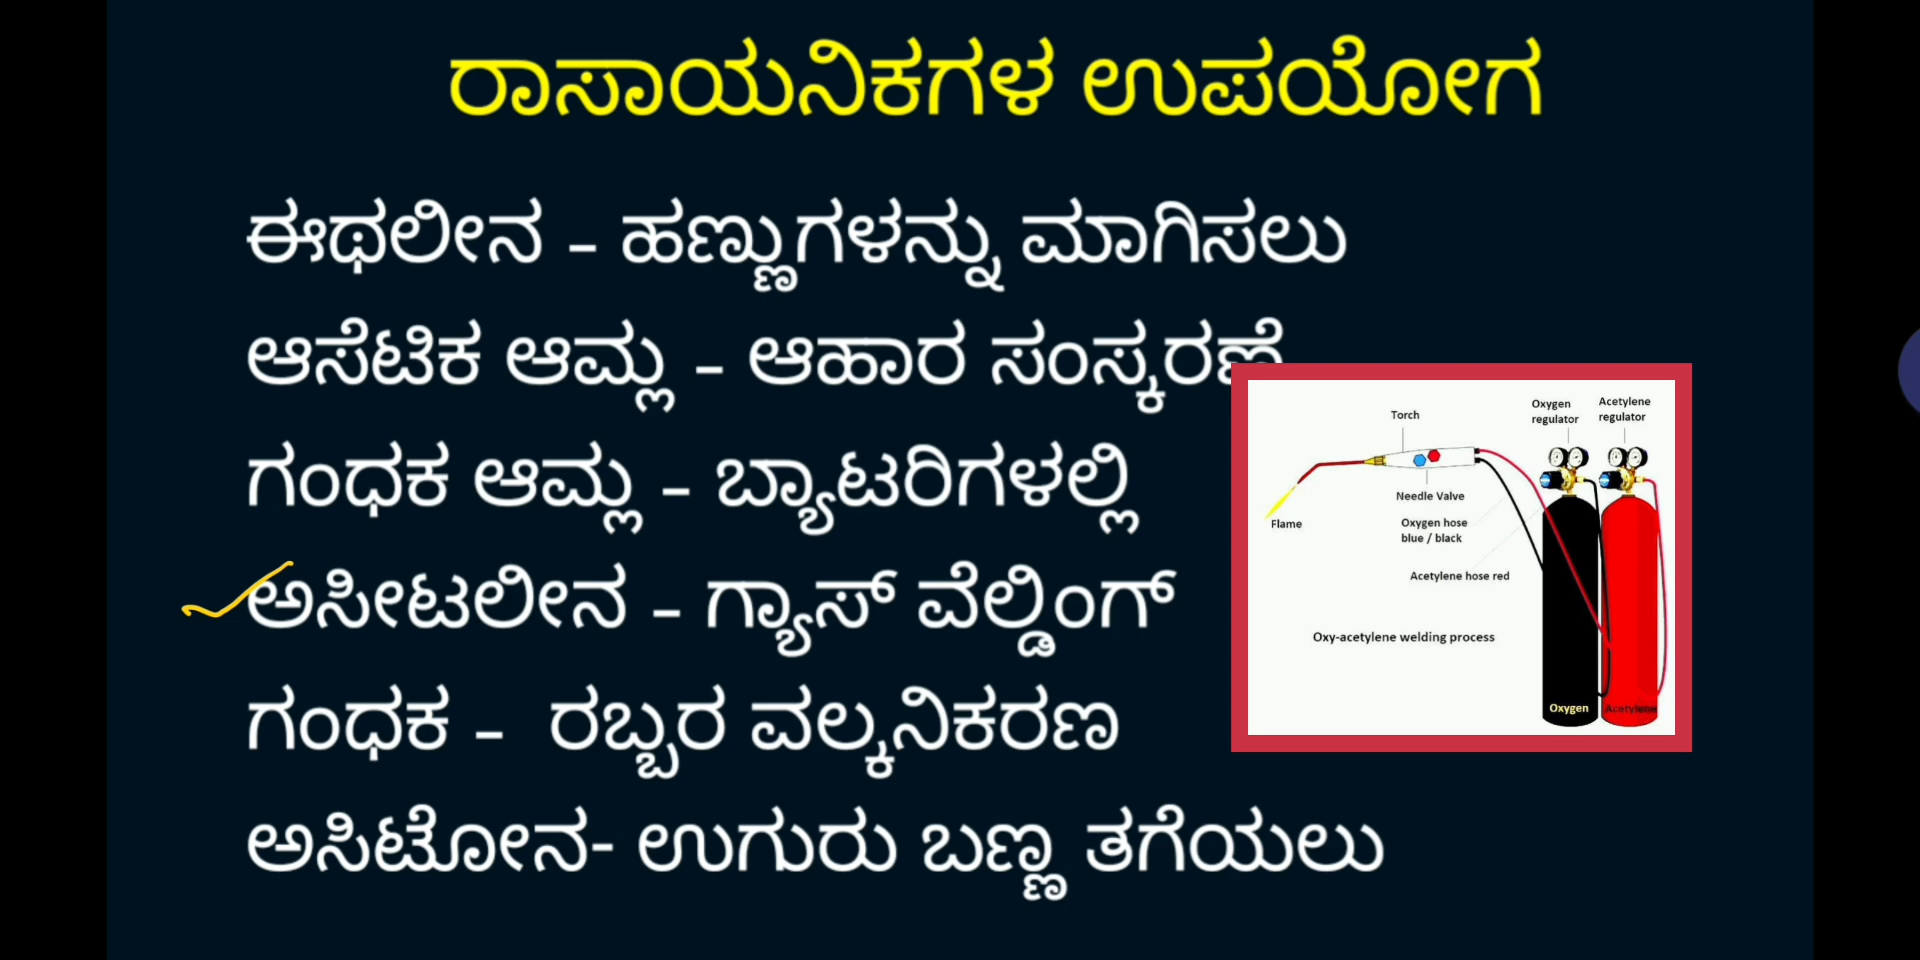 ರಾಸಾಯನಿಕಗಳ ಉಪಯೋಗ
ಈಥಲೀನ – ಹಣ್ಣುಗಳನ್ನು ಮಾಗಿಸಲು
ಆಸೆಟಿಕ ಆಮ್ಲ – ಆಹಾರ ಸಂಸ್ಕರಣೆ
ಗಂಧಕ ಆಮ್ಲ – ಬ್ಯಾಟರಿಗಳಲ್ಲಿ
ಅಸೀಟಲೀನ – ಗ್ಯಾಸ್ ವೆಲ್ಡಿಂಗ್
ಗಂಧಕ – ರಬ್ಬರ ವಲ್ಕನಿಕರಣ
ಅಸಿಟೋನ- ಉಗುರು ಬಣ್ಣ ತಗೆಯಲು
Torch
Oxygen
regulator
Acetylene
regulator
Needle Valve
Flame
Oxygen hose
blue / black
Acetylene hose red
Oxy-acetylene welding process
Oxygen
Acetylene